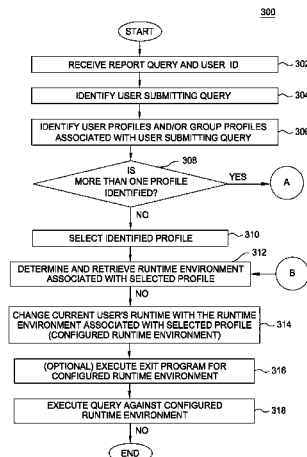 300
START
RECEIVE REPORT QUERY AND USER ID
302
IDENTIFY USER SUBMITTING QUERY
304
IDENTIFY USER PROFILES AND/OR GROUP PROFILES
ASSOCIATED WITH USER SUBMITTING QUERY
306
308
IS
MORE THAN ONE PROFILE
IDENTIFIED?
YES
A
NO
SELECT IDENTIFIED PROFILE
310
312
DETERMINE AND RETRIEVE RUNTIME ENVIRONMENT
ASSOCIATED WITH SELECTED PROFILE
B
NO
CHANGE CURRENT USER'S RUNTIME WITH THE RUNTIME
ENVIRONMENT ASSOCIATED WITH SELECTED PROFILE
(CONFIGURED RUNTIME ENVIRONMENT)
314
(OPTIONAL) EXECUTE EXIT PROGRAM FOR
CONFIGURED RUNTIME ENVIRONMENT
316
EXECUTE QUERY AGAINST CONFIGURED
RUNTIME ENVIRONMENT
318
NO
END